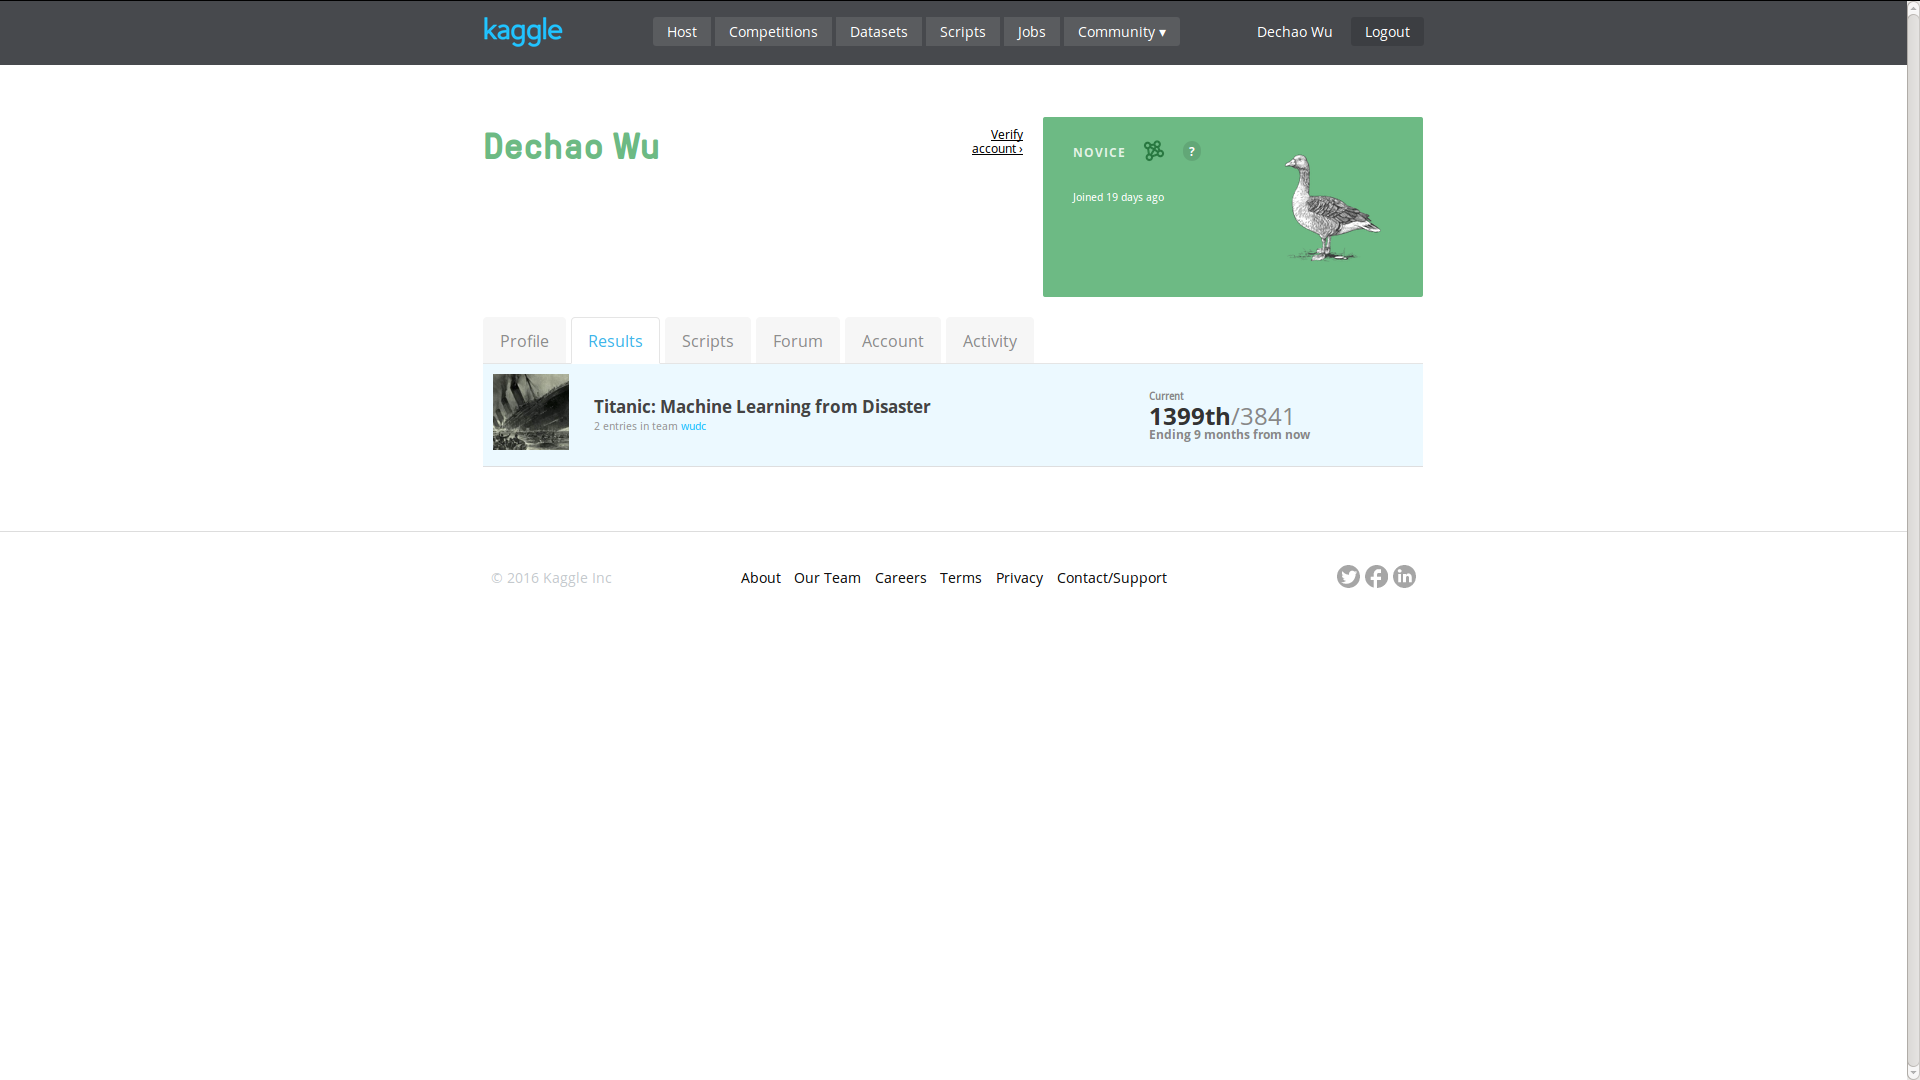 kaggle
Host
Competitions
Datasets
Scripts
Jobs
Community ▾
Dechao Wu
Logout
Dechao Wu
Verify
account ›
NOVICE
?
Joined 19 days ago
Profile
Results
Scripts
Forum
Account
Activity
Titanic: Machine Learning from Disaster
2 entries in team wudc
Current
1399th/3841
Ending 9 months from now
© 2016 Kaggle Inc
About
Our Team
Careers
Terms
Privacy
Contact/Support